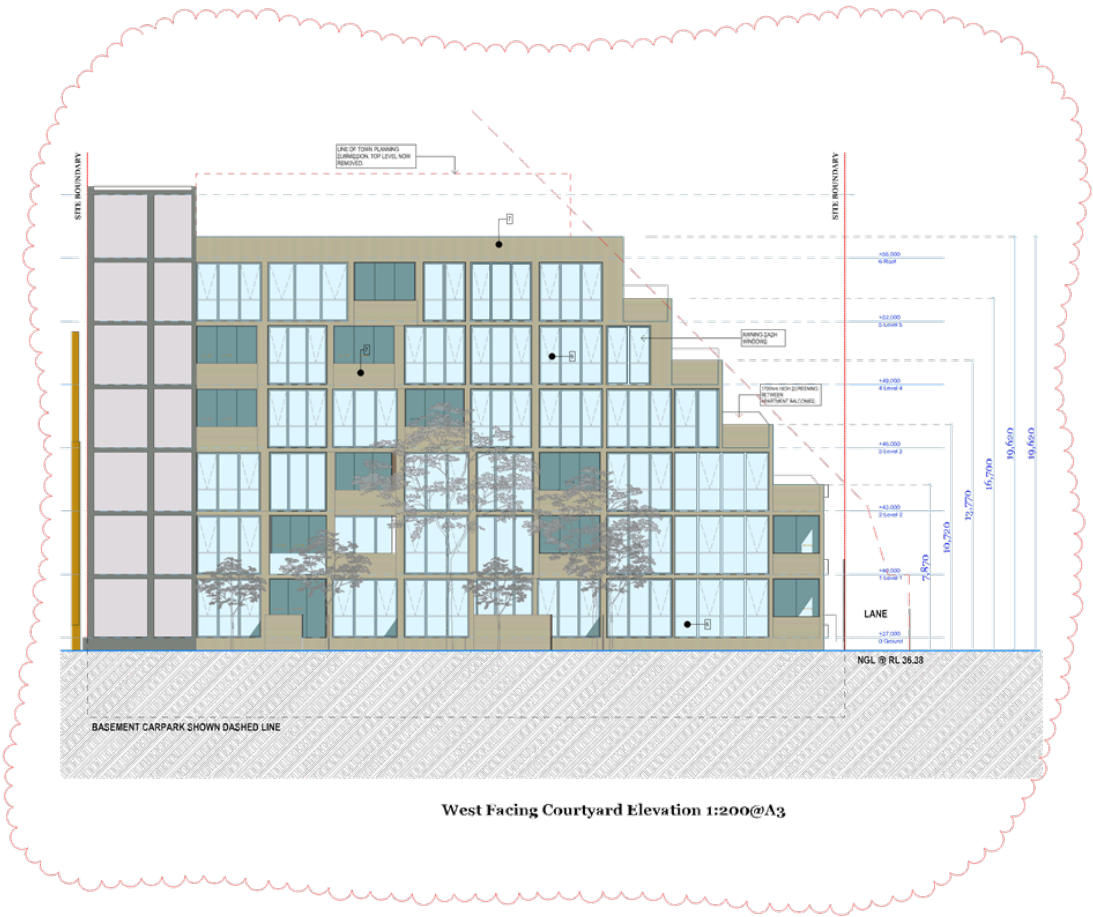 LINE OF TOWN PLANNING
SUBMISSION, TOP LEVEL NOW
REMOVED.
SITE BOUNDARY
SITE BOUNDARY
7
6 Roof
5 Level 5
AWNING SASH
WINDOWS
4 Level 4
1700mm HIGH SCREENING
BETWEEN
APARTMENT BALCONIES.
3 Level 3
19,620
19,620
16,700
13,770
10,720
7,870
1 Level 1
LANE
0 Ground
NGL @ RL 36.38
BASEMENT CARPARK SHOWN DASHED LINE
West Facing Courtyard Elevation 1:200@A3